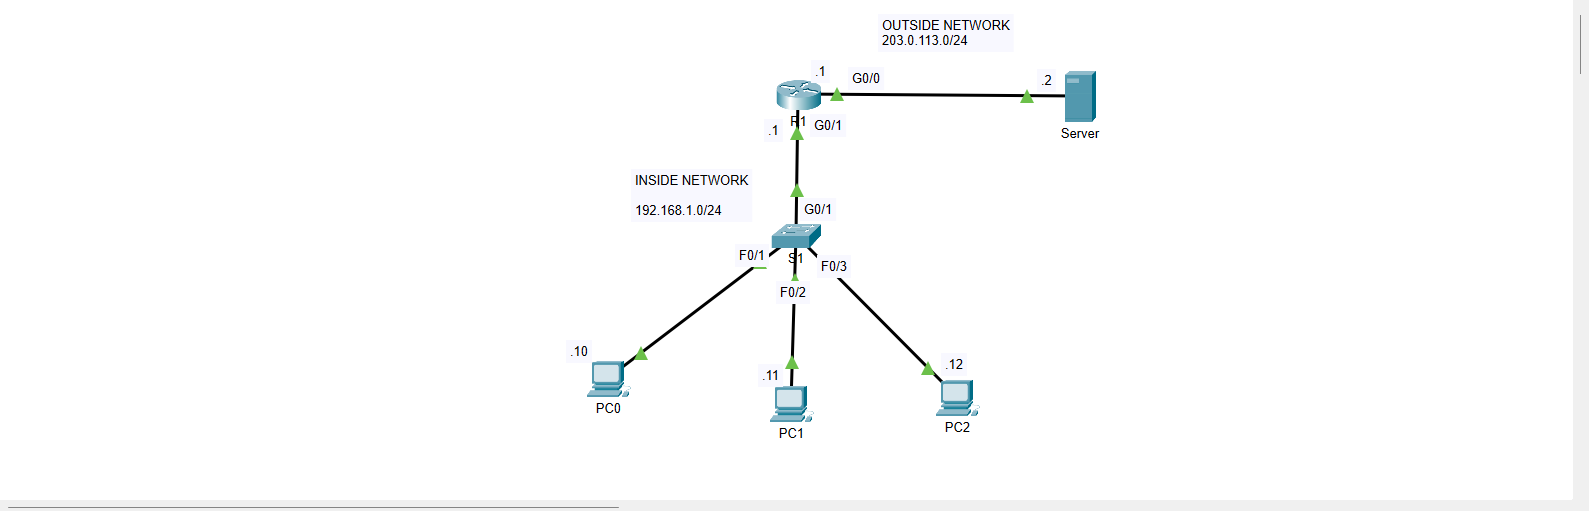 OUTSIDE NETWORK
203.0.113.0/24
.1
G0/0
.2
R1
G0/1
.1
Server
INSIDE NETWORK
192.168.1.0/24
G0/1
F0/1
S1
F0/3
F0/2
.10
.11
.12
PC0
PC1
PC2